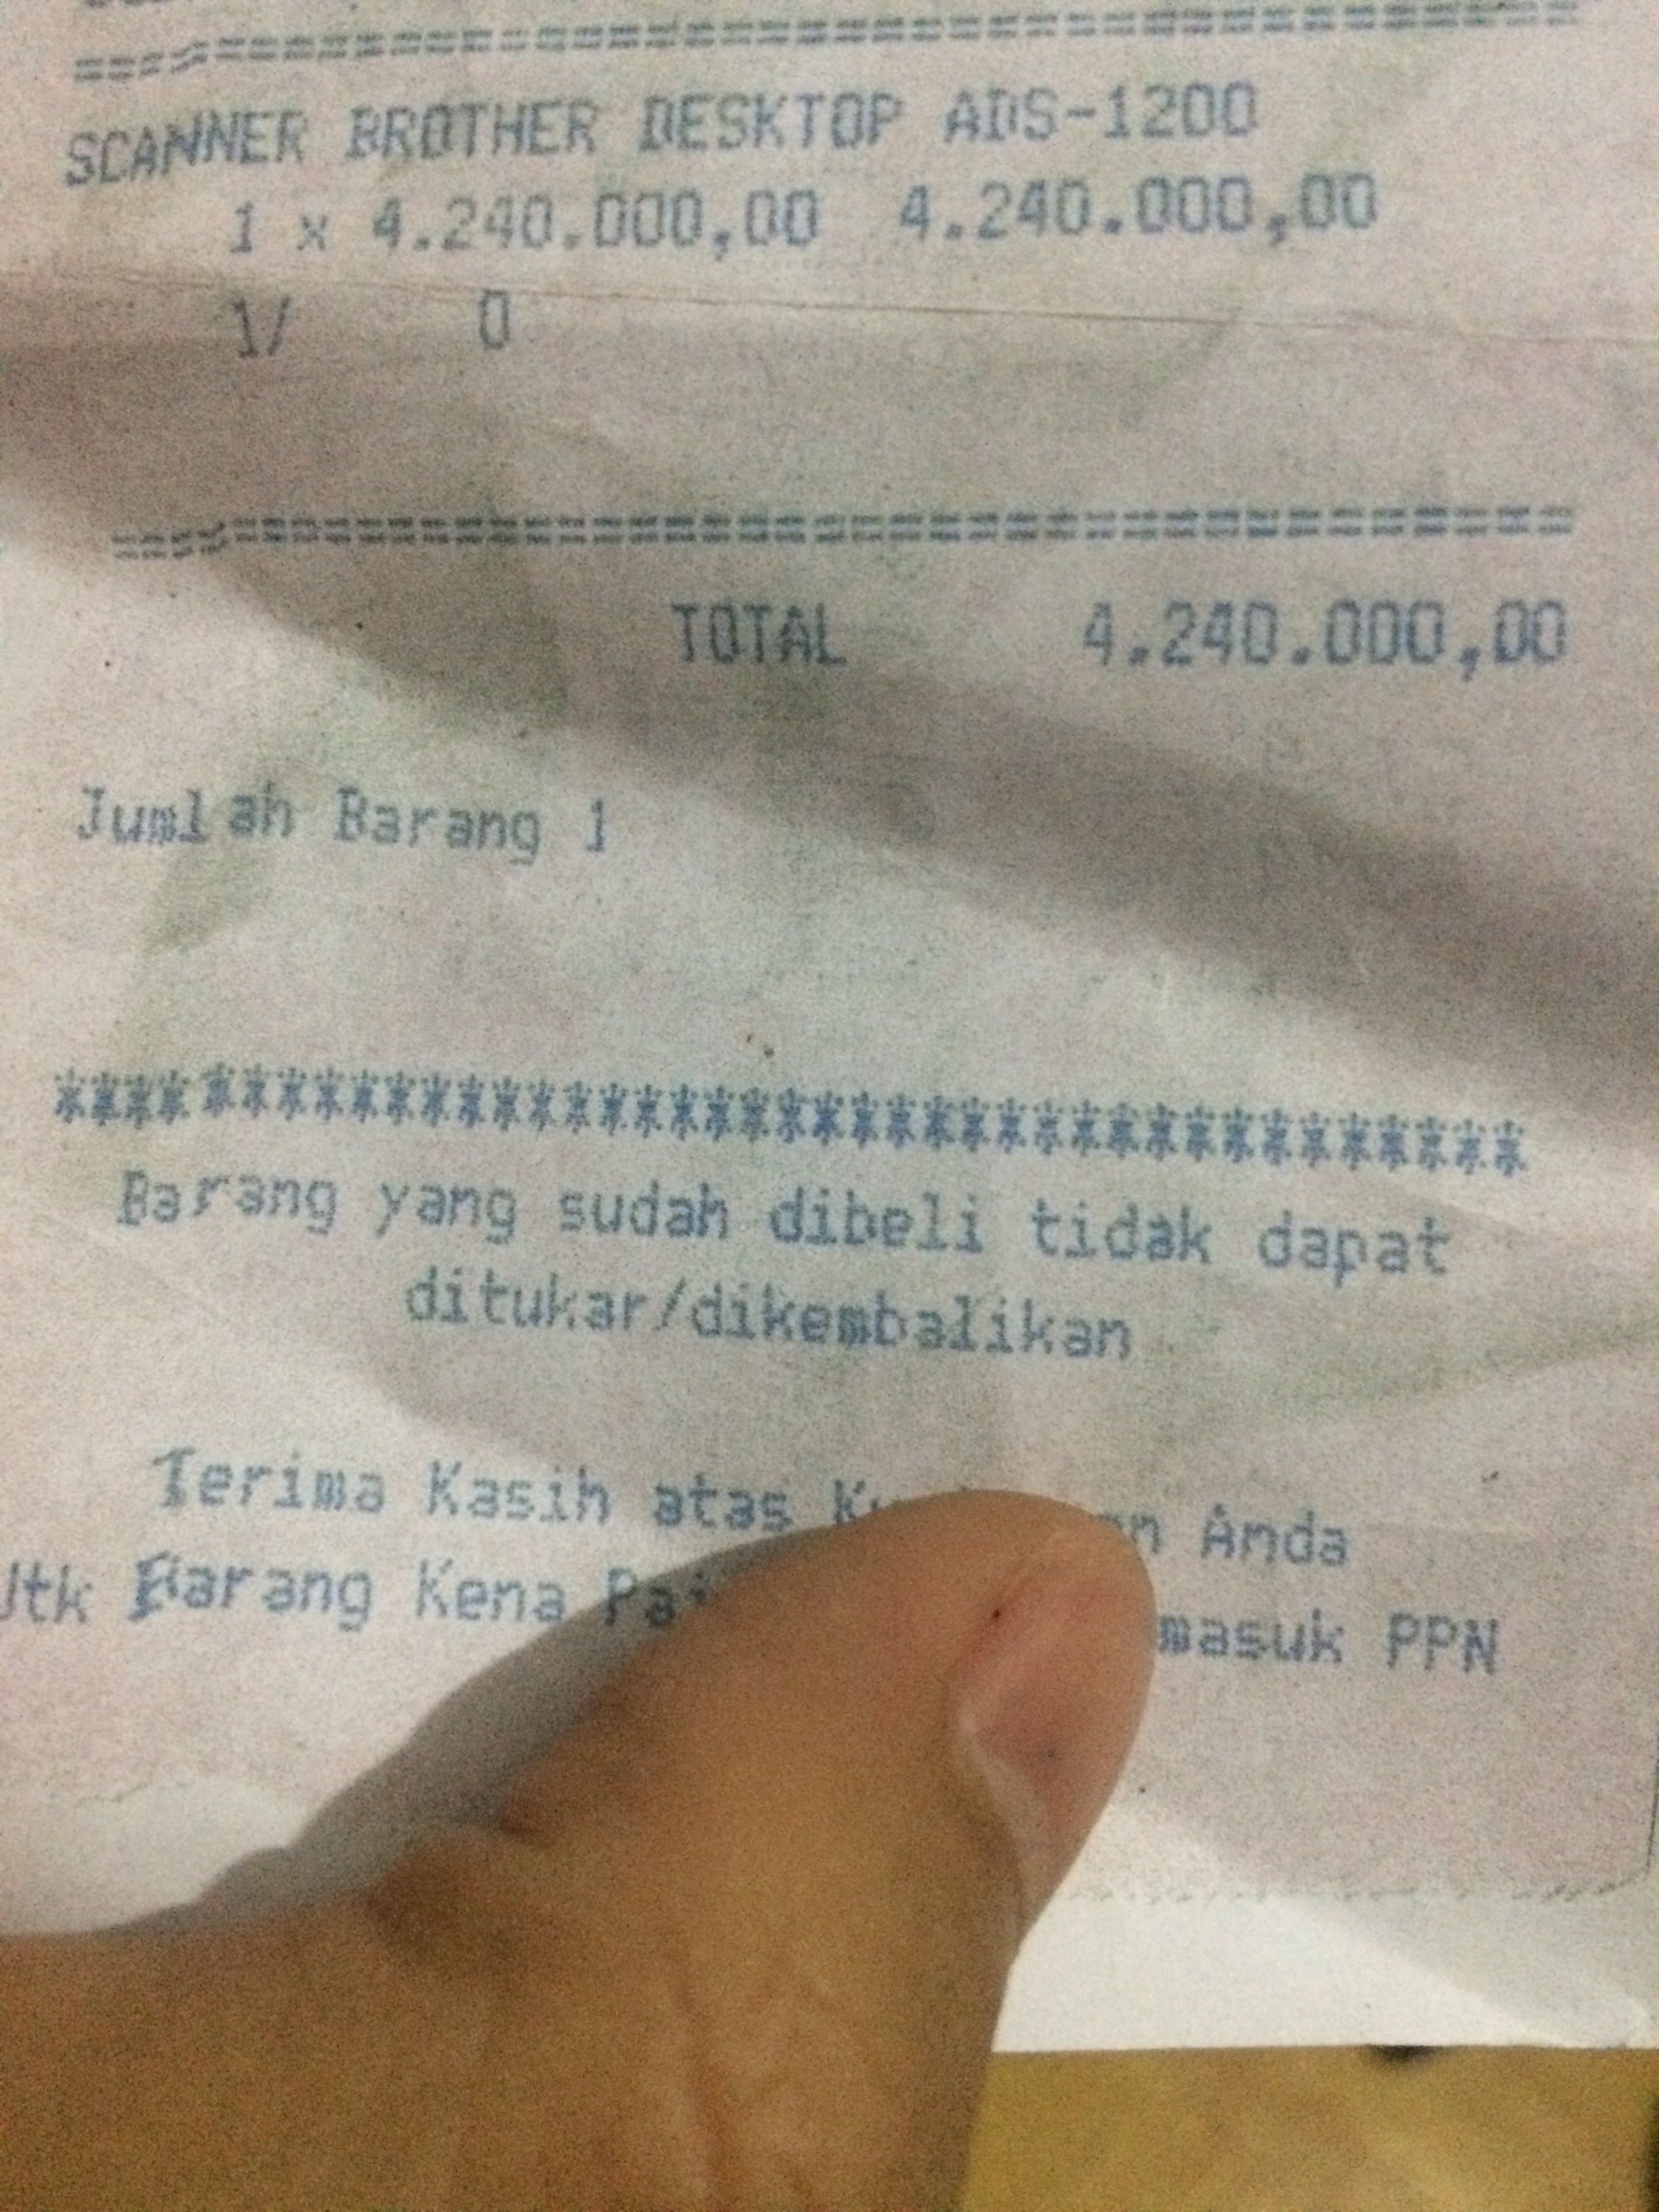 ==========================================
SCANNER BROTHER DESKTOP ADS-1200
1 x 4.240.000,00 4.240.000,00
1/ 0
==========================================
TOTAL 4.240.000,00
Jumlah Barang 1
******************************************
Barang yang sudah dibeli tidak dapat
ditukar/dikembalikan
Terima Kasih atas Anda
Utk Barang Kena masuk PPN